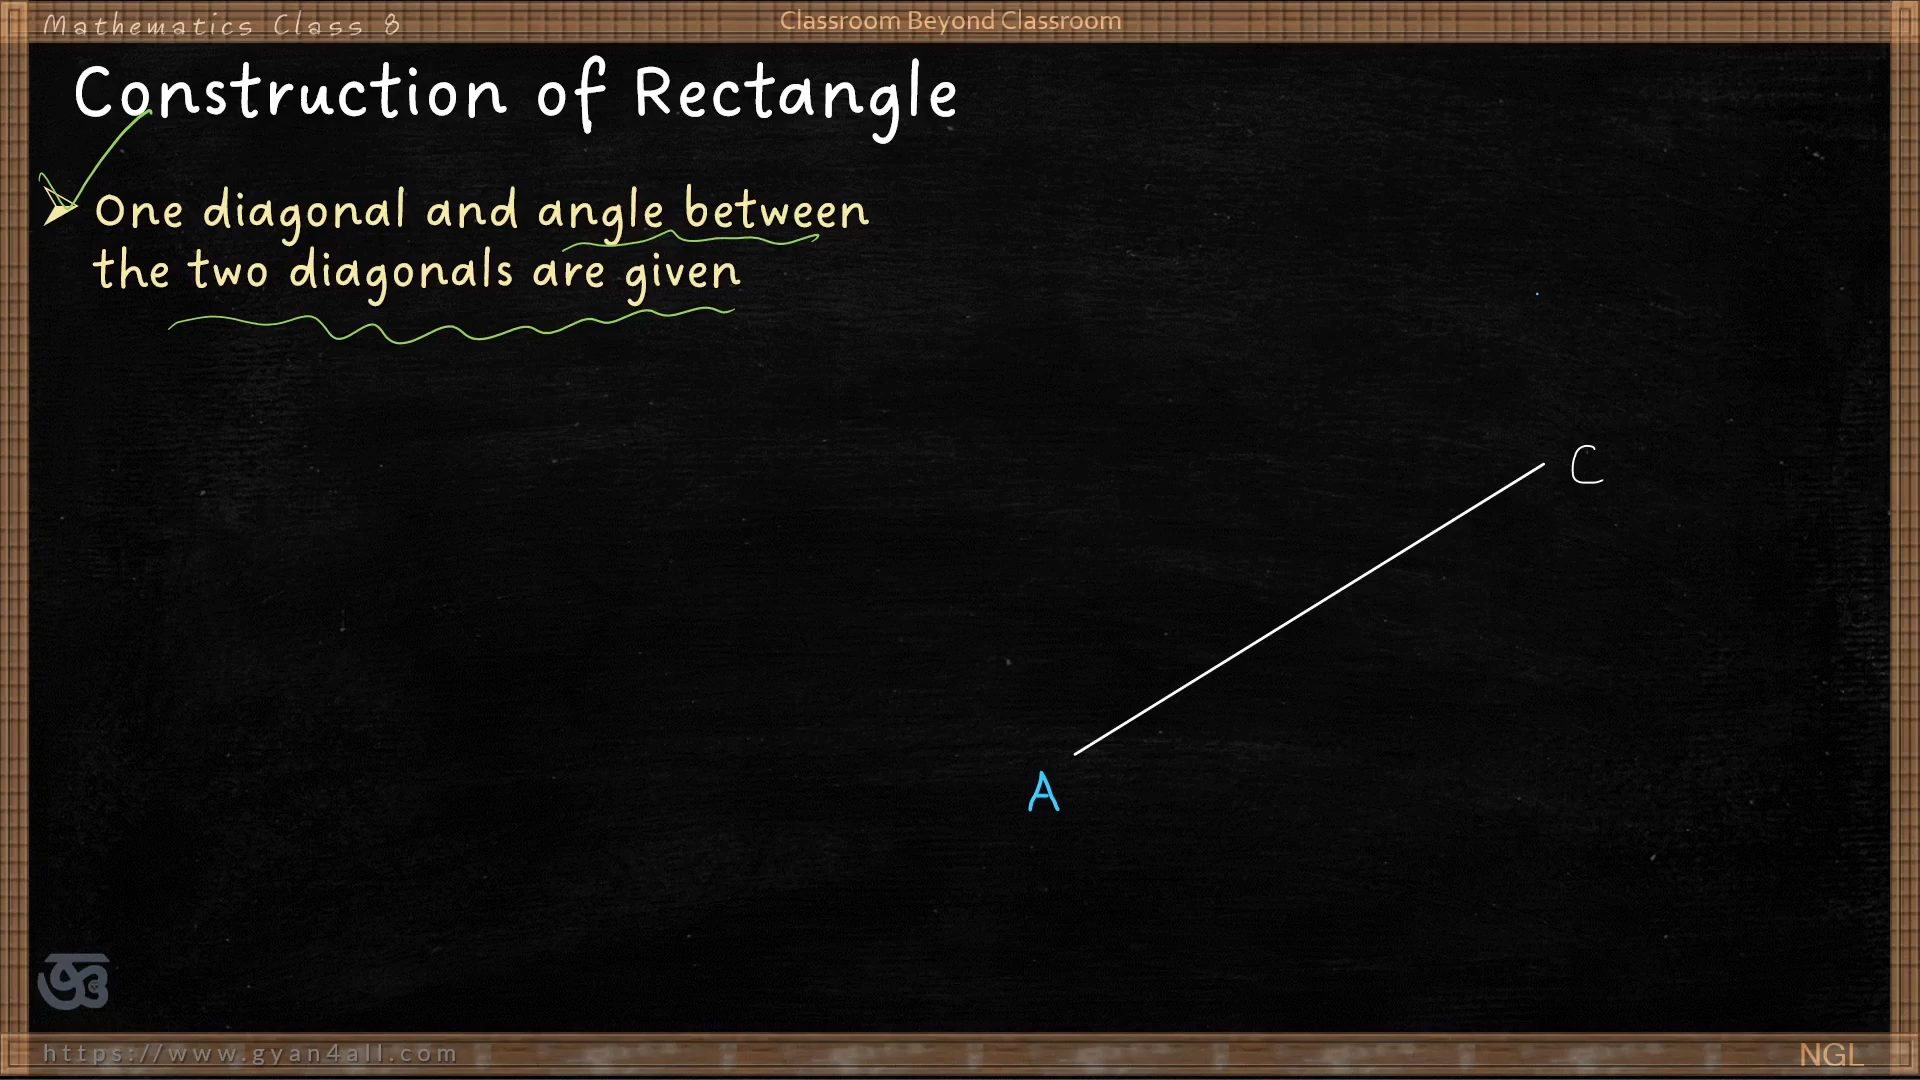 Mathematics Class 8
Classroom Beyond Classroom
Construction of Rectangle
One diagonal and angle between
the two diagonals are given
C
A
https://www.gyan4all.com
NGL